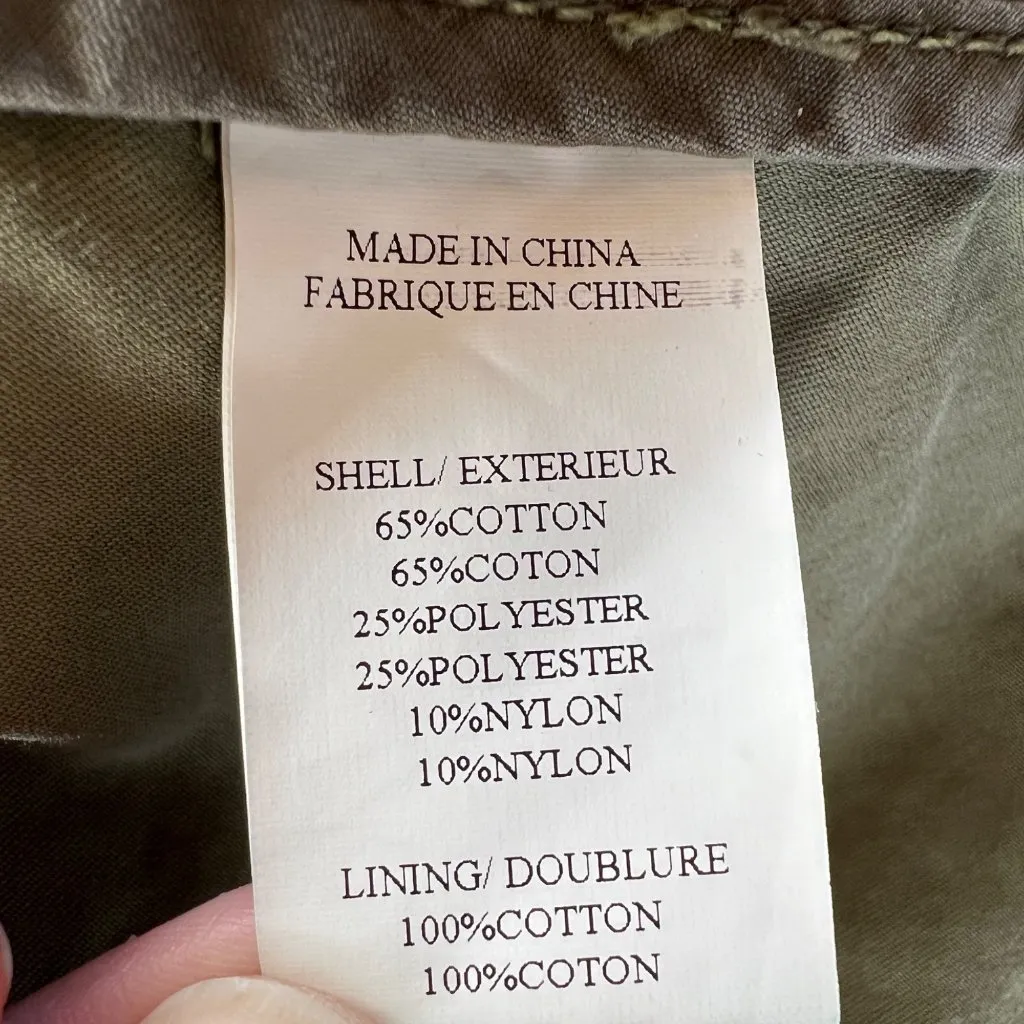 MADE IN CHINA
FABRIQUE EN CHINE
SHELL/ EXTERIEUR
65%COTTON
65%COTON
25%POLYESTER
25%POLYESTER
10%NYLON
10%NYLON
LINING/ DOUBLURE
100%COTTON
100%COTON